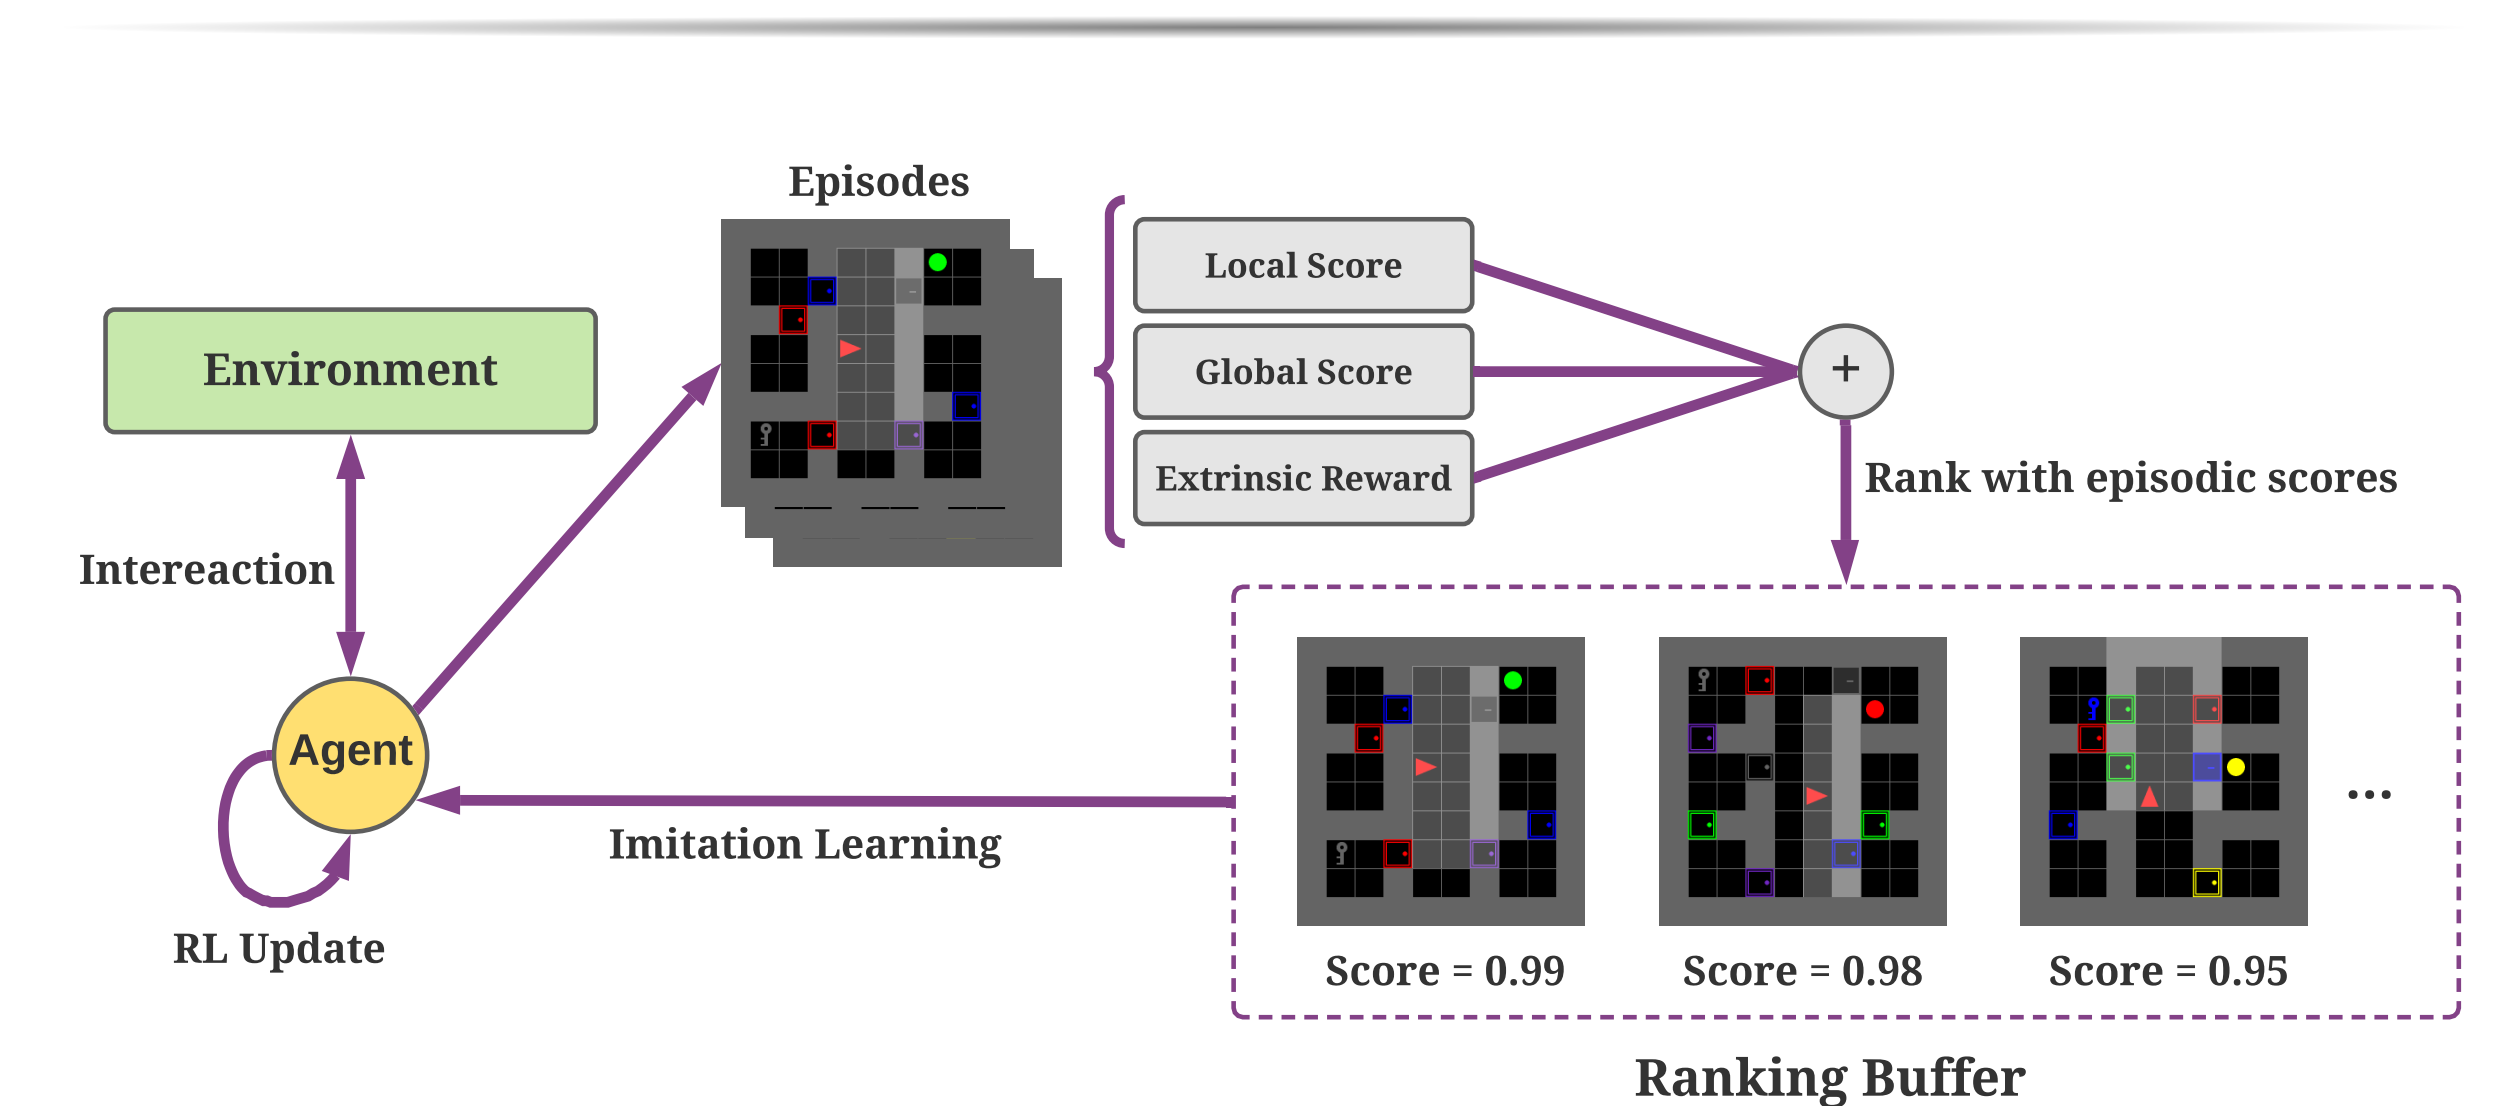 Episodes
Local Score
Environment
Global Score
+
Extrinsic Reward
Rank with episodic scores
Intereaction
Agent
Imitation Learning
...
RL Update
Score = 0.99
Score = 0.98
Score = 0.95
Ranking Buffer